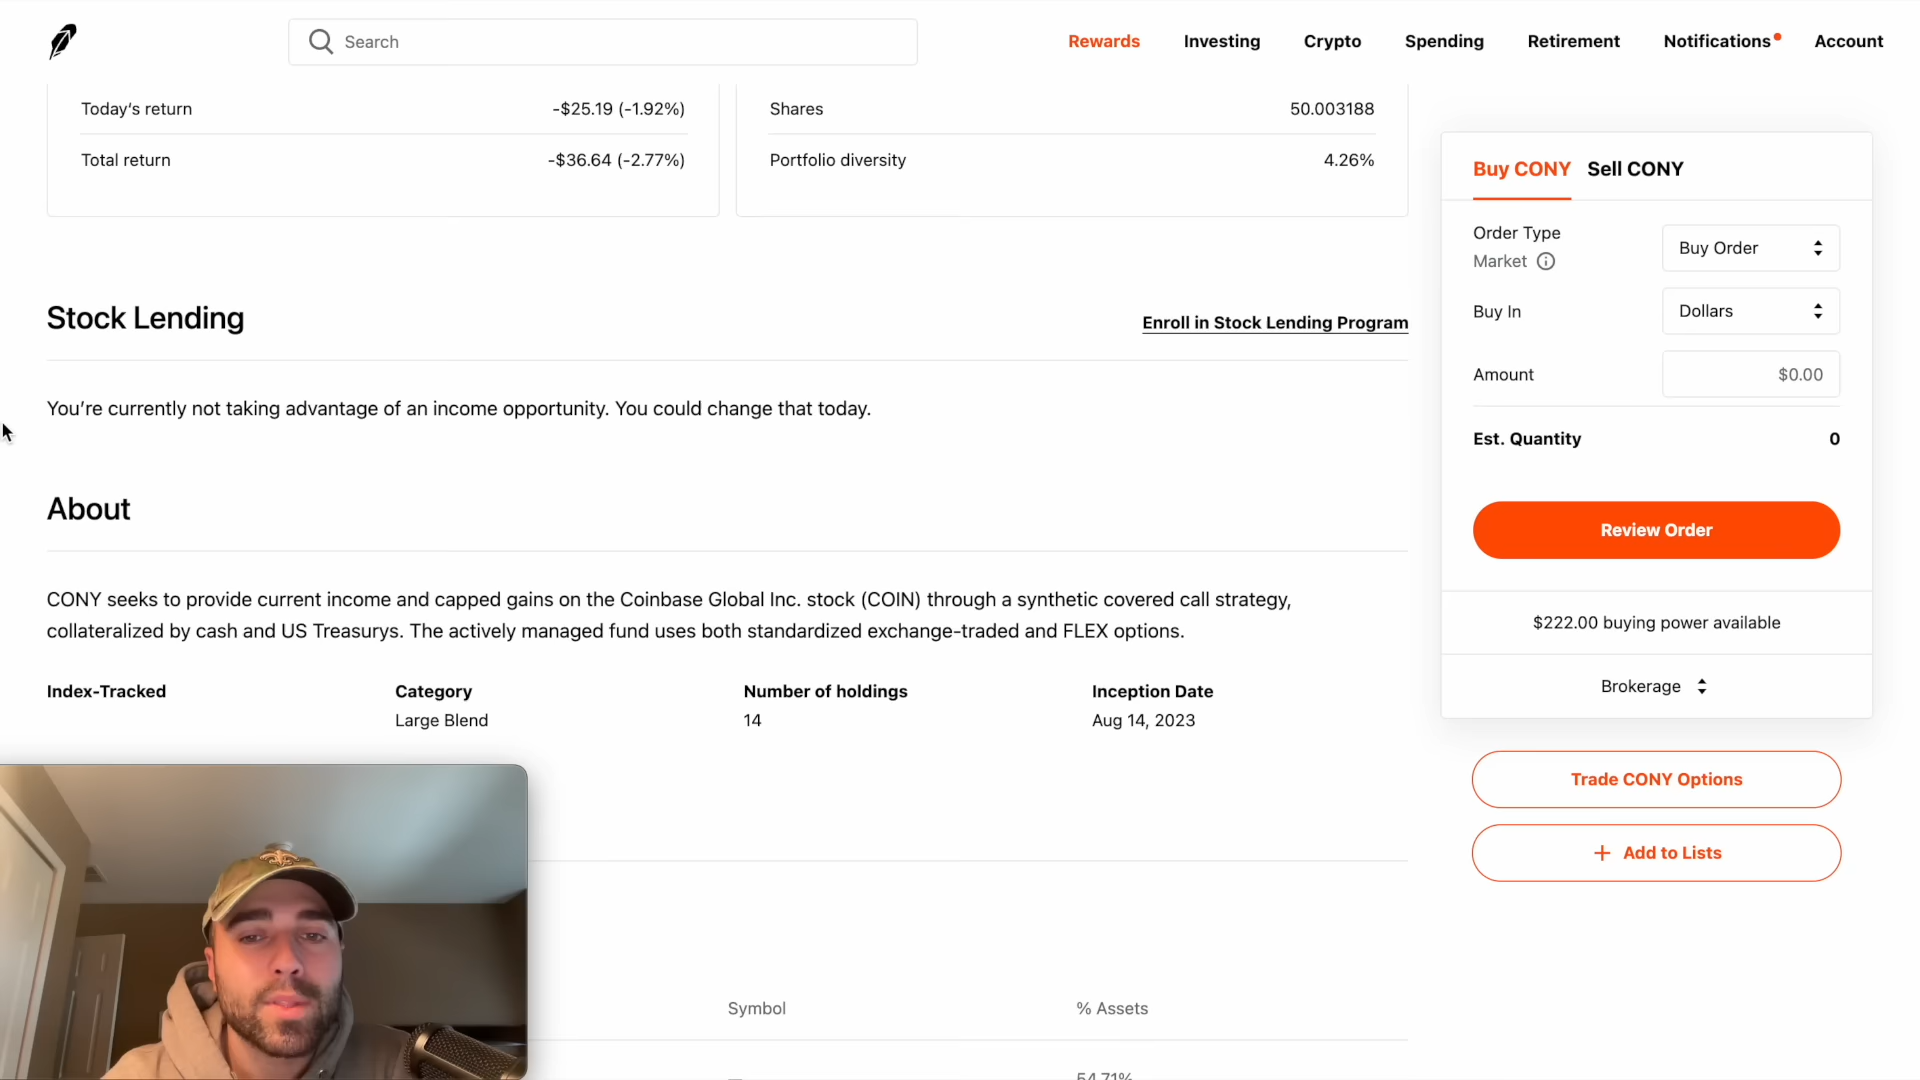 Search
Rewards
Investing
Crypto
Spending
Retirement
Notifications
Account
Today's return -$25.19 (-1.92%)
Total return -$36.64 (-2.77%)
Shares 50.003188
Portfolio diversity 4.26%
Stock Lending
Enroll in Stock Lending Program
You're currently not taking advantage of an income opportunity. You could change that today.
About
CONY seeks to provide current income and capped gains on the Coinbase Global Inc. stock (COIN) through a synthetic covered call strategy,
collateralized by cash and US Treasurys. The actively managed fund uses both standardized exchange-traded and FLEX options.
Index-Tracked
Category
Large Blend
Number of holdings
14
Inception Date
Aug 14, 2023
Symbol
% Assets
54.71%
Buy CONY
Sell CONY
Order Type
Market
Buy Order
Buy In
Dollars
Amount
$0.00
Est. Quantity
0
Review Order
$222.00 buying power available
Brokerage
Trade CONY Options
+ Add to Lists